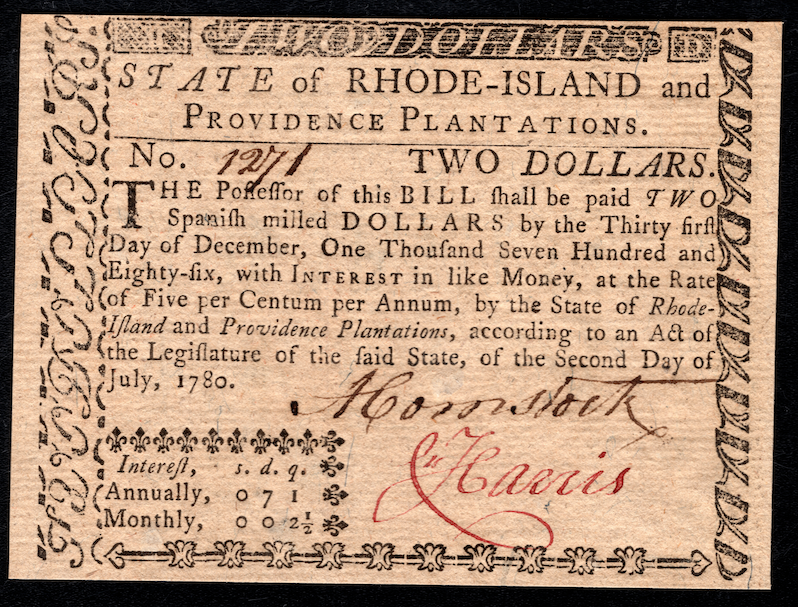 TWO DOLLARS
STATE of RHODE-ISLAND and
PROVIDENCE PLANTATIONS.
No. 1271 TWO DOLLARS.
THE Poſſeſſor of this BILL ſhall be paid TWO
Spaniſh milled DOLLARS by the Thirty firſt
Day of December, One Thouſand Seven Hundred and
Eighty-ſix, with INTEREST in like Money, at the Rate
of Five per Centum per Annum, by the State of Rhode-
Iſland and Providence Plantations, according to an Act of
the Legiſlature of the ſaid State, of the Second Day of
July, 1780.
A Comstock
Harris
Intereſt, s. d. q.
Annually, 0 7 1
Monthly, 0 0 2½